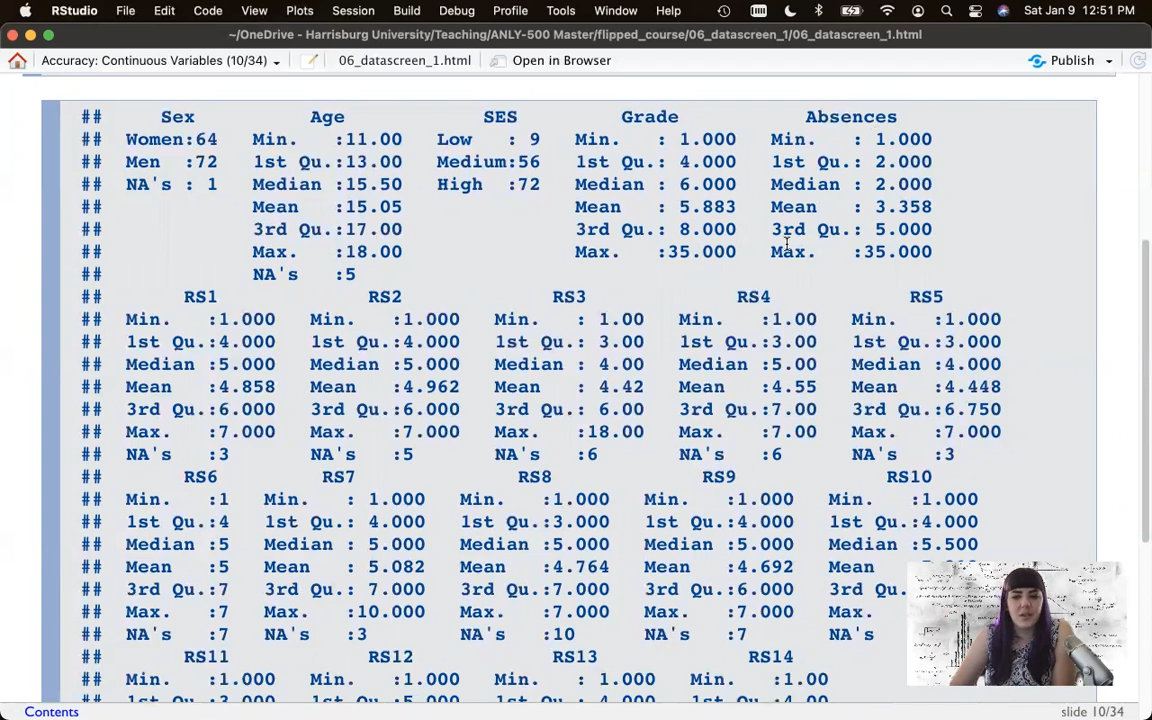 RStudio File Edit Code View Plots Session Build Debug Profile Tools Window Help Sat Jan 9 12:51 PM
~/OneDrive - Harrisburg University/Teaching/ANLY-500 Master/flipped_course/06_datascreen_1/06_datascreen_1.html
Accuracy: Continuous Variables (10/34) 06_datascreen_1.html Open in Browser Publish
## Sex Age SES Grade Absences
## Women:64 Min. :11.00 Low : 9 Min. : 1.000 Min. : 1.000
## Men :72 1st Qu.:13.00 Medium:56 1st Qu.: 4.000 1st Qu.: 2.000
## NA's : 1 Median :15.50 High :72 Median : 6.000 Median : 2.000
## Mean :15.05 Mean : 5.883 Mean : 3.358
## 3rd Qu.:17.00 3rd Qu.: 8.000 3rd Qu.: 5.000
## Max. :18.00 Max. :35.000 Max. :35.000
## NA's :5
## RS1 RS2 RS3 RS4 RS5
## Min. :1.000 Min. :1.000 Min. : 1.00 Min. :1.00 Min. :1.000
## 1st Qu.:4.000 1st Qu.:4.000 1st Qu.: 3.00 1st Qu.:3.00 1st Qu.:3.000
## Median :5.000 Median :5.000 Median : 4.00 Median :5.00 Median :4.000
## Mean :4.858 Mean :4.962 Mean : 4.42 Mean :4.55 Mean :4.448
## 3rd Qu.:6.000 3rd Qu.:6.000 3rd Qu.: 6.00 3rd Qu.:7.00 3rd Qu.:6.750
## Max. :7.000 Max. :7.000 Max. :18.00 Max. :7.00 Max. :7.000
## NA's :3 NA's :5 NA's :6 NA's :6 NA's :3
## RS6 RS7 RS8 RS9 RS10
## Min. :1 Min. : 1.000 Min. :1.000 Min. :1.000 Min. :1.000
## 1st Qu.:4 1st Qu.: 4.000 1st Qu.:3.000 1st Qu.:4.000 1st Qu.:4.000
## Median :5 Median : 5.000 Median :5.000 Median :5.000 Median :5.500
## Mean :5 Mean : 5.082 Mean :4.764 Mean :4.692 Mean
## 3rd Qu.:7 3rd Qu.: 7.000 3rd Qu.:7.000 3rd Qu.:6.000 3rd Qu.
## Max. :7 Max. :10.000 Max. :7.000 Max. :7.000 Max.
## NA's :7 NA's :3 NA's :10 NA's :7 NA's
## RS11 RS12 RS13 RS14
## Min. :1.000 Min. :1.000 Min. : 1.000 Min. :1.00
## 1st Qu.:3.000 1st Qu.:5.000 1st Qu.: 4.000 1st Qu.:4.00
Contents slide 10/34